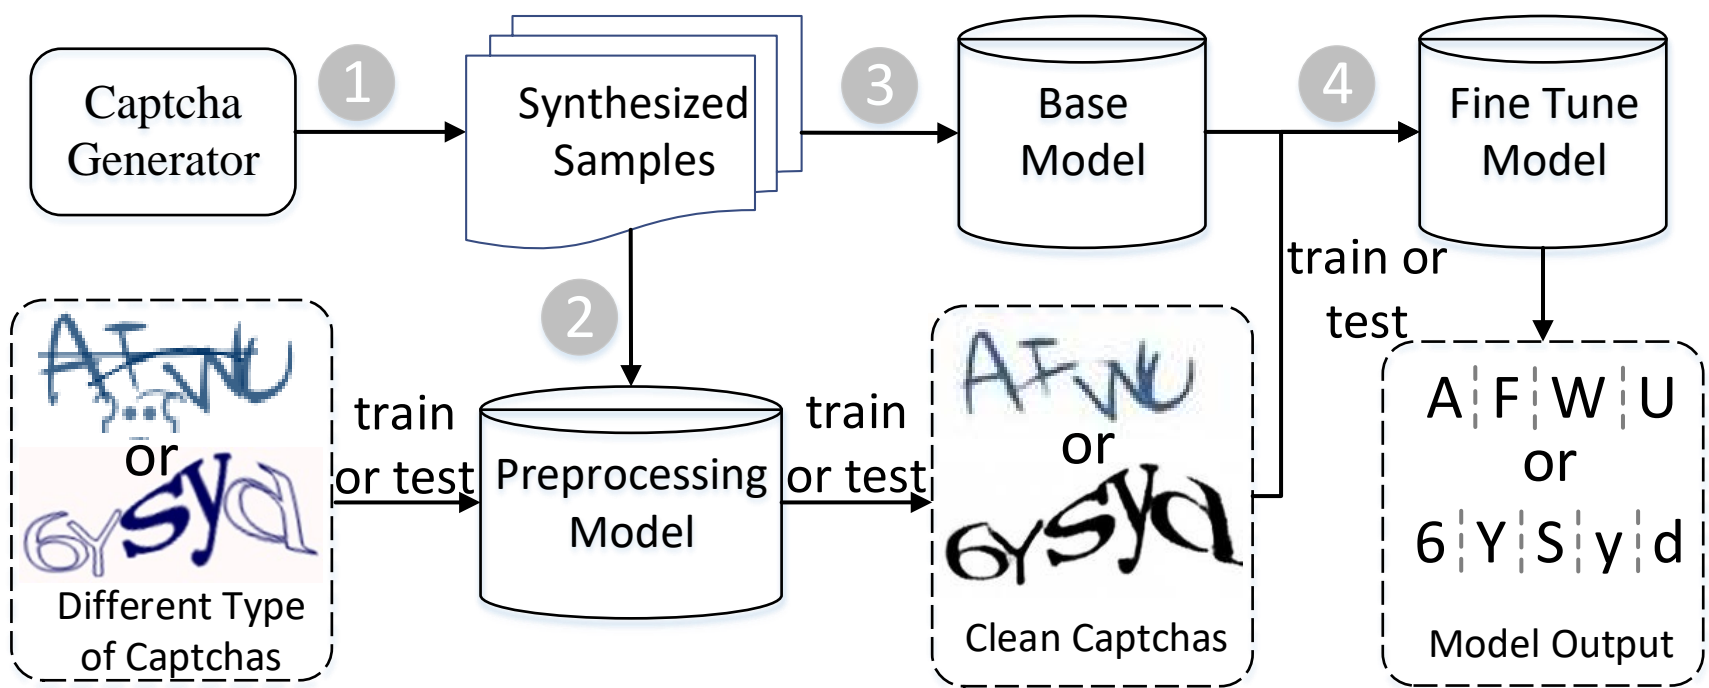 Captcha
Generator
1
Synthesized
Samples
3
Base
Model
4
Fine Tune
Model
2
train or
test
AFWU
or
6Ysyd
Different Type
of Captchas
train
or test
Preprocessing
Model
train
or test
AFWU
or
6Ysyd
Clean Captchas
A F W U
or
6 Y S y d
Model Output